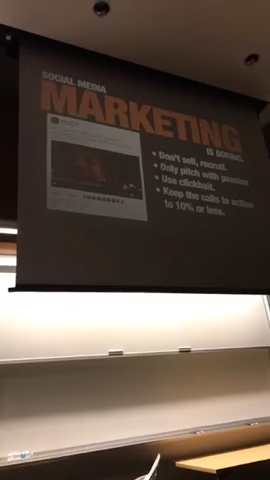 SOCIAL MEDIA
MARKETING
IS BORING.
• Don't sell, recruit.
• Only pitch with passion
• Use clickbait.
• Keep the calls to action
to 10% or less.